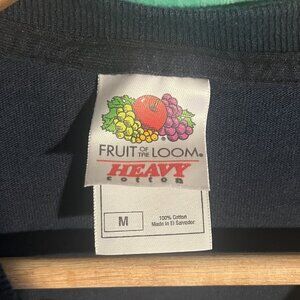 FRUIT OF THE LOOM®
HEAVY
cotton
M
100% Cotton
Made in El Salvador